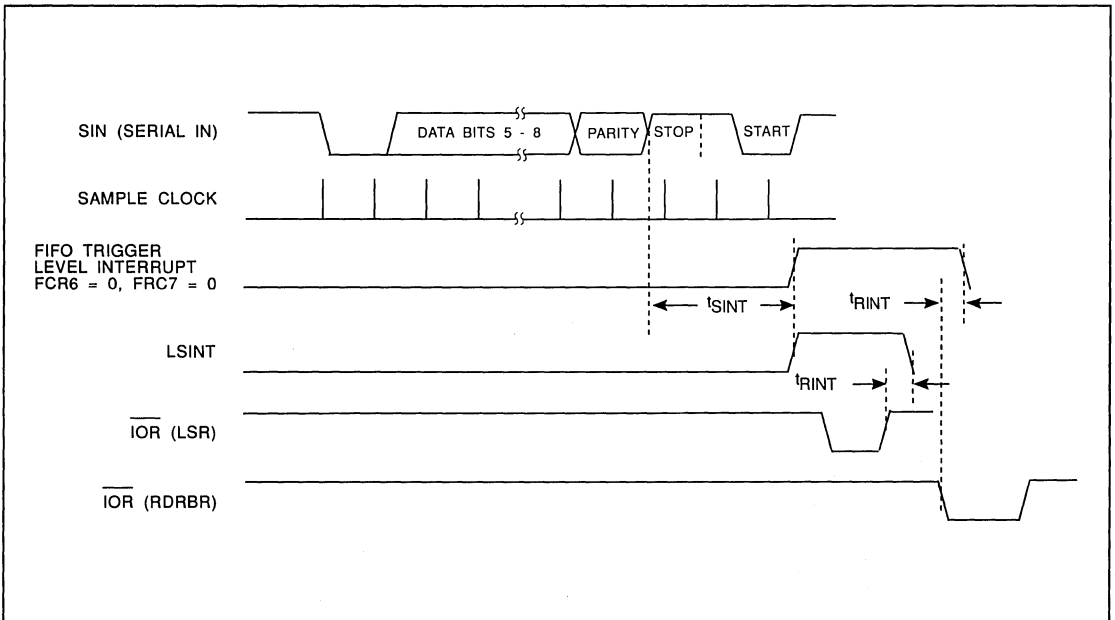 SIN (SERIAL IN)
DATA BITS 5 - 8
PARITY
STOP
START
SAMPLE CLOCK
FIFO TRIGGER
LEVEL INTERRUPT
FCR6 = 0, FRC7 = 0
tSINT
tRINT
LSINT
tRINT
IOR (LSR)
IOR (RDRBR)